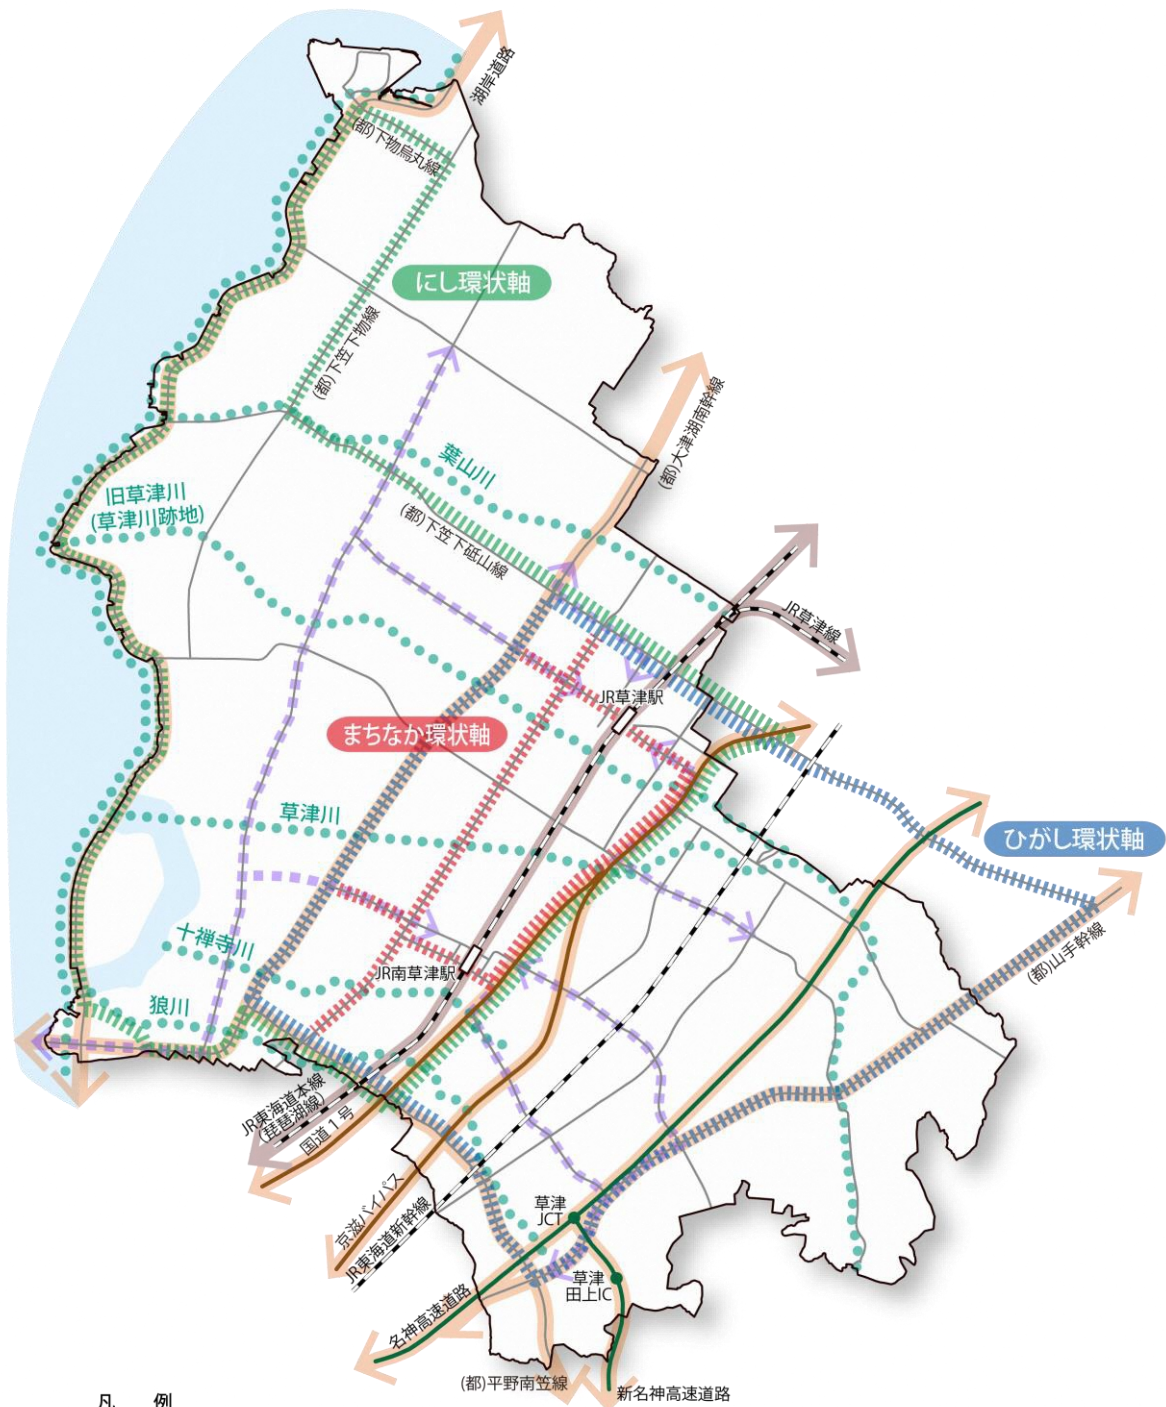 湖岸道路
(都)下物烏丸線
にし環状軸
(都)下笠下物線
(都)大津湖南幹線
葉山川
旧草津川
(草津川跡地)
(都)下笠下砥山線
JR草津線
JR草津駅
まちなか環状軸
草津川
ひがし環状軸
十禅寺川
JR南草津駅
(都)山手幹線
狼川
JR東海道本線
(琵琶湖線)
国道1号
京滋バイパス
JR東海道新幹線
草津
JCT
草津
田上IC
名神高速道路
(都)平野南笠線
新名神高速道路
凡 例